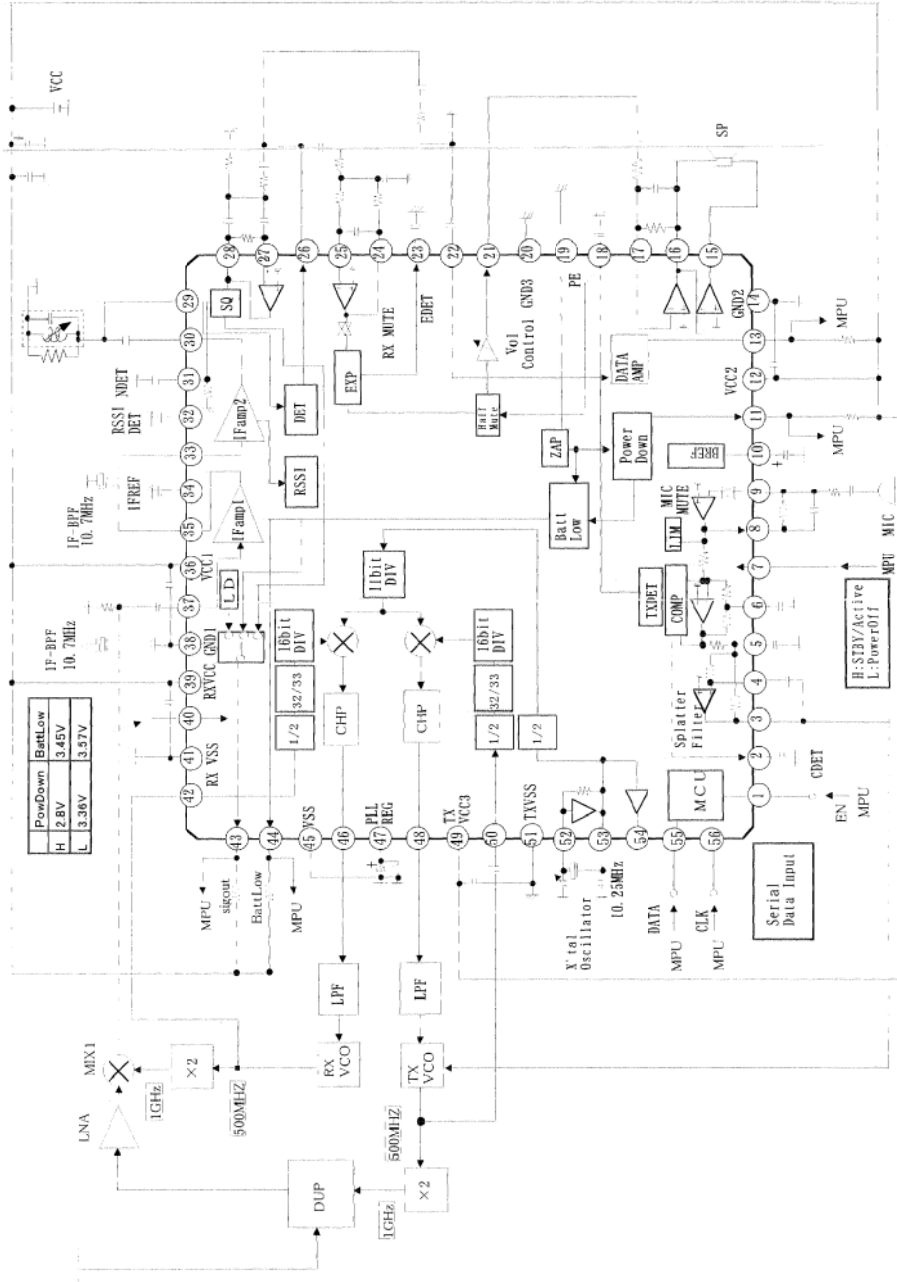 VCC
SP
29
30
31
32
33
34
35
36
37
38
39
40
41
42
NDET
RSSI
DET
IFREF
IF-BPF
10.7MHz
VCC1
IF-BPF
10.7MHz
GND1
RXVCC
RX VSS
28
27
26
25
24
23
22
21
20
19
18
17
16
15
SQ
DET
IFamp2
RSSI
IFamp1
LD
EXP
RX MUTE
EDET
Vol
Control
GND3
PE
Half
Mute
DATA
AMP
ZAP
Power
Down
Batt
Low
BREF
MIC
MUTE
LIM
TXDET
COMP
Splatter
Filter
MCU
11bit
DIV
16bit
DIV
32/33
1/2
CHP
CHP
16bit
DIV
32/33
1/2
1/2
14
13
12
11
10
9
8
7
6
5
4
3
2
1
GND2
MPU
VCC2
MPU
MIC
MPU
CDET
EN
MPU
H:STBY/Active
L:PowerOff
Serial
Data Input
43
44
45
46
47
48
49
50
51
52
53
54
55
56
MPU
sigout
BattLow
MPU
VSS
PLL
REG
TX
VCC3
TXVSS
X'tal
Oscillator
10.25MHz
DATA
MPU
CLK
MPU
PowDown BattLow
H 2.8V 3.45V
L 3.36V 3.57V
LNA
MIX1
1GHz
×2
500MHZ
RX
VCO
LPF
LPF
TX
VCO
500MHZ
×2
1GHz
DUP